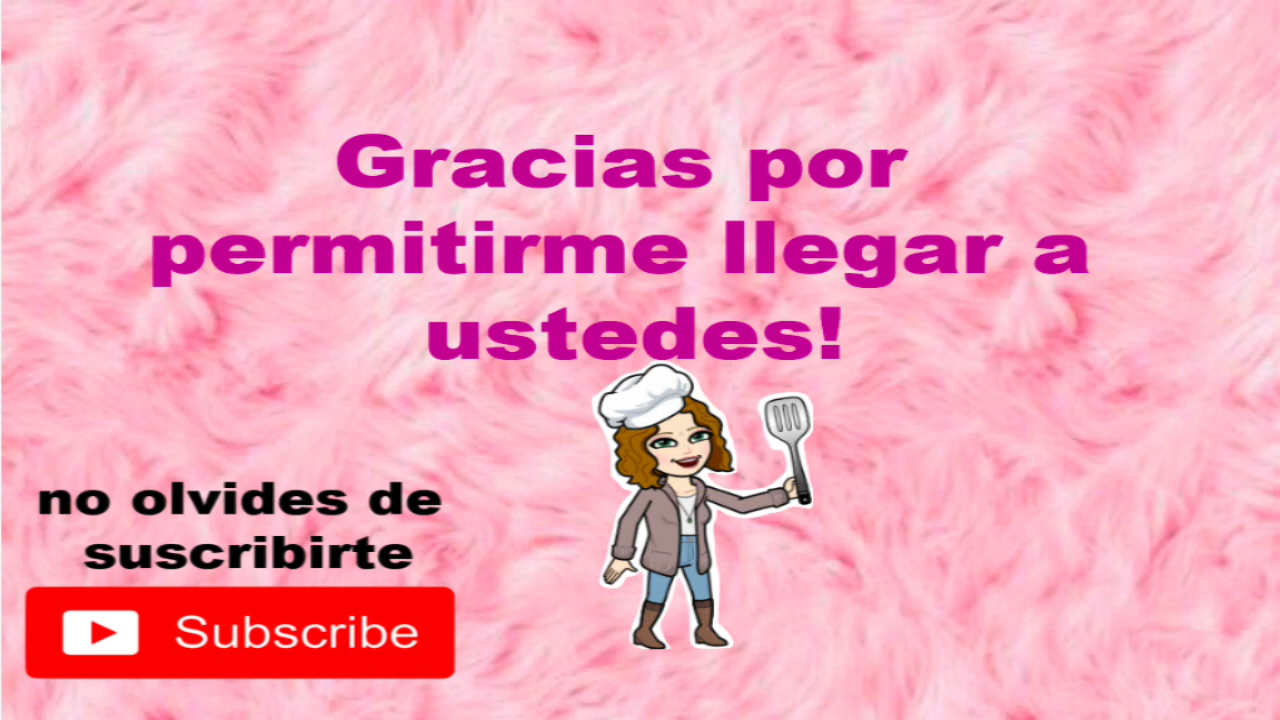 Gracias por
permitirme llegar a
ustedes!
no olvides de
suscribirte
Subscribe